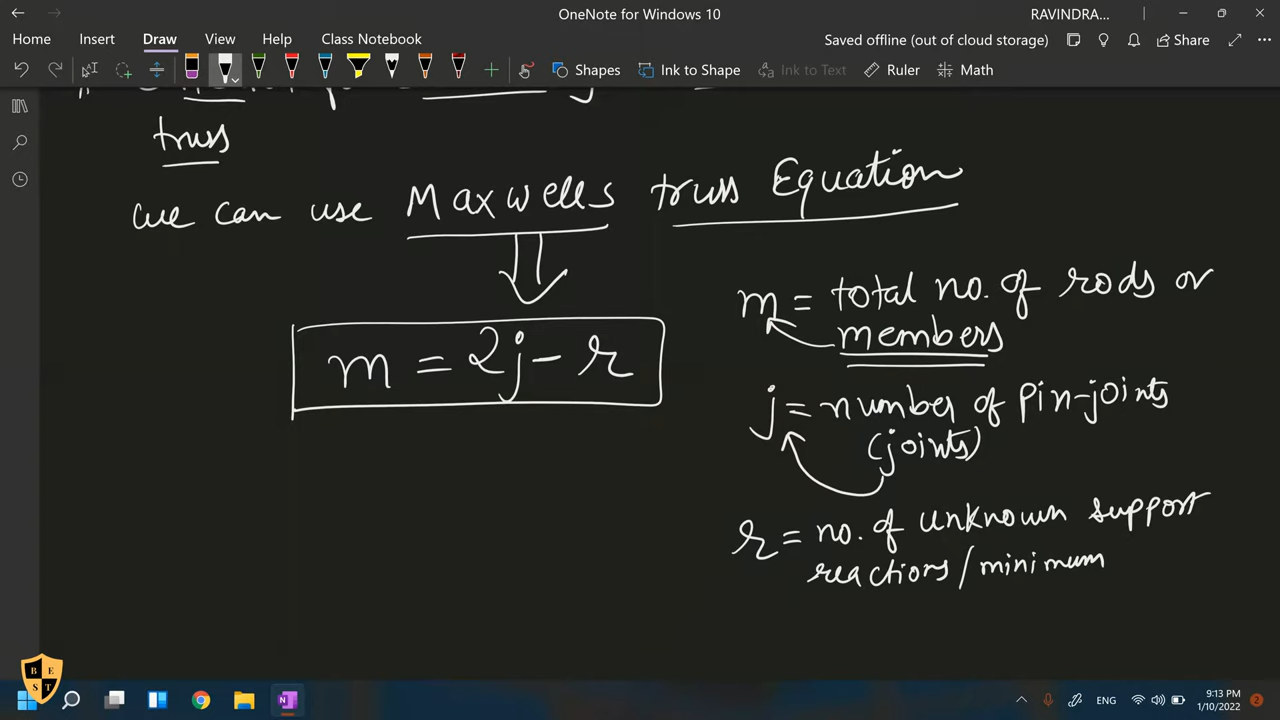 OneNote for Windows 10
RAVINDRA...
Home Insert Draw View Help Class Notebook
Saved offline (out of cloud storage)
Share
Shapes Ink to Shape Ink to Text Ruler Math
truss
we can use Maxwells truss Equation
m = 2j - r
m = total no. of rods or
members
j = number of pin-joints
(joints)
r = no. of unknown support
reactions / minimum
BEST
ENG
9:13 PM
1/10/2022
2